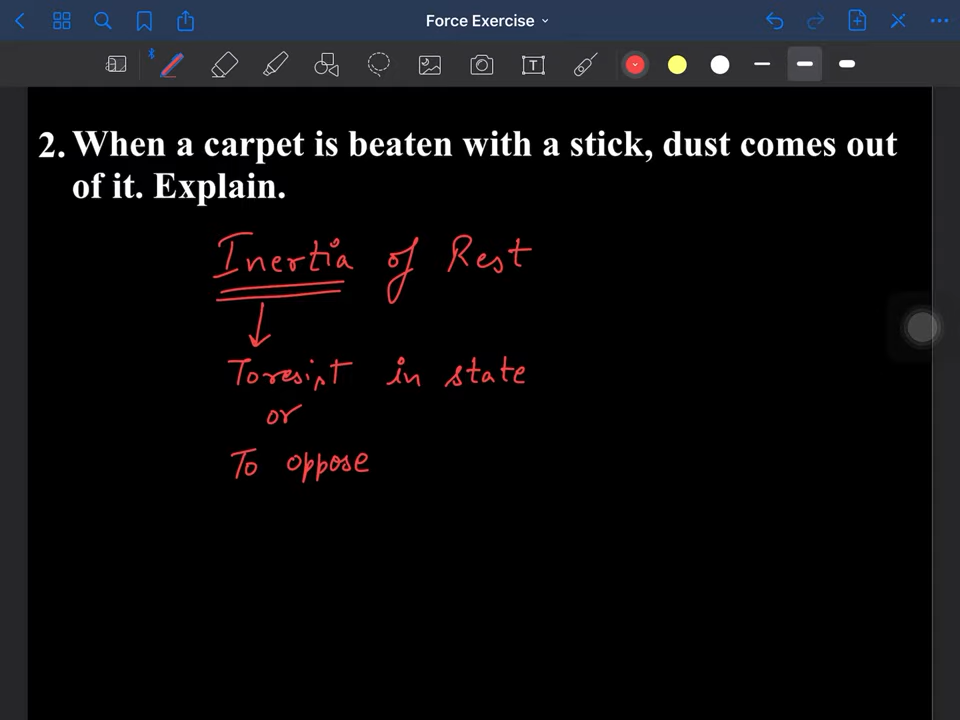 Force Exercise
T
2. When a carpet is beaten with a stick, dust comes out
of it. Explain.
Inertia of Rest
To resist in state
or
To oppose